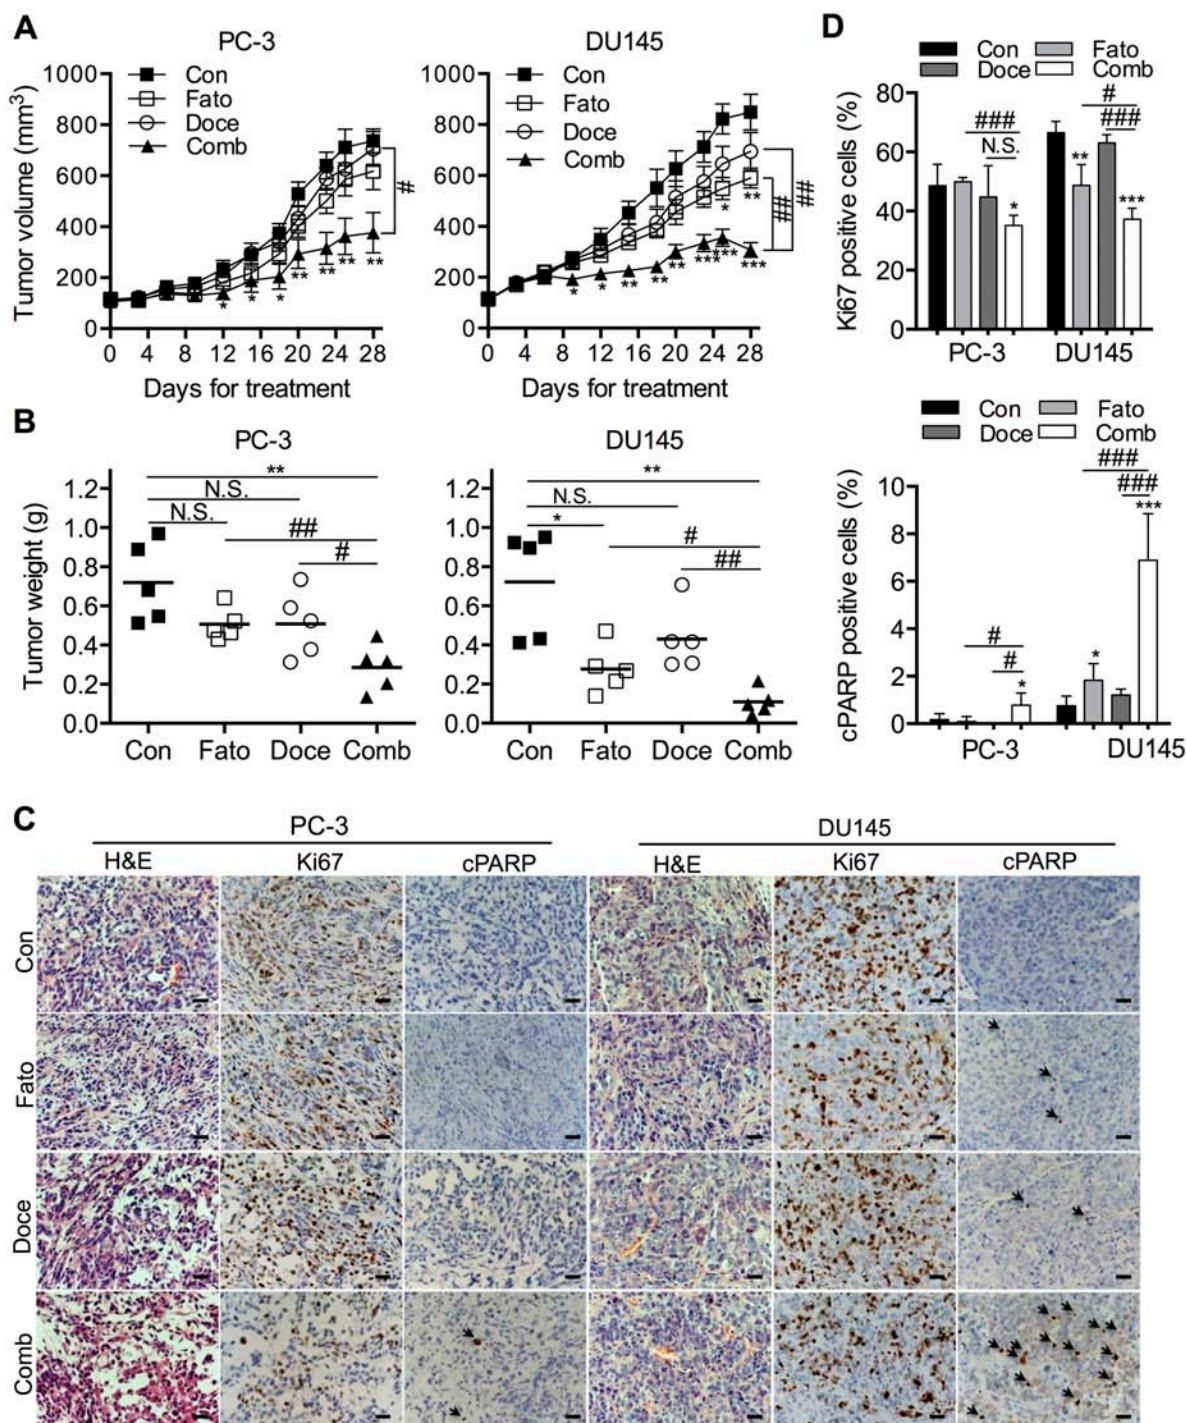 A
PC-3
DU145
Tumor volume (mm³)
1000
800
600
400
200
0
Con
Fato
Doce
Comb
#
* * * ** ** ** **
0 4 8 12 16 20 24 28
Days for treatment
1000
800
600
400
200
0
Con
Fato
Doce
Comb
*
**
##
##
* * ** ** ** *** *** ***
0 4 8 12 16 20 24 28
Days for treatment
D
Con Fato
Doce Comb
Ki67 positive cells (%)
80
60
40
20
0
###
N.S.
*
#
###
**
***
PC-3 DU145
B
PC-3
DU145
Tumor weight (g)
1.2
1.0
0.8
0.6
0.4
0.2
0.0
**
N.S.
N.S.
##
#
Con Fato Doce Comb
1.2
1.0
0.8
0.6
0.4
0.2
0.0
**
N.S.
*
#
##
Con Fato Doce Comb
Con Fato
Doce Comb
cPARP positive cells (%)
10
8
6
4
2
0
#
#
*
###
###
***
*
PC-3 DU145
C
PC-3 DU145
H&E Ki67 cPARP H&E Ki67 cPARP
Con
Fato
Doce
Comb